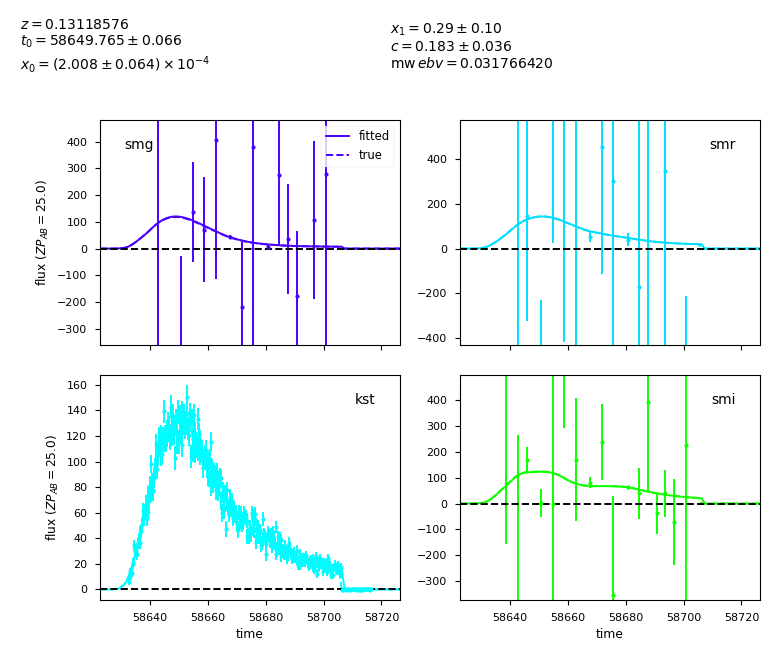 z = 0.13118576
t₀ = 58649.765 ± 0.066
x₀ = (2.008 ± 0.064) × 10⁻⁴
x₁ = 0.29 ± 0.10
c = 0.183 ± 0.036
mw ebv = 0.031766420
smg
fitted
true
400
300
200
100
0
−100
−200
−300
flux (ZP_AB = 25.0)
smr
400
200
0
−200
−400
kst
160
140
120
100
80
60
40
20
0
flux (ZP_AB = 25.0)
58640 58660 58680 58700 58720
time
smi
400
300
200
100
0
−100
−200
−300
58640 58660 58680 58700 58720
time